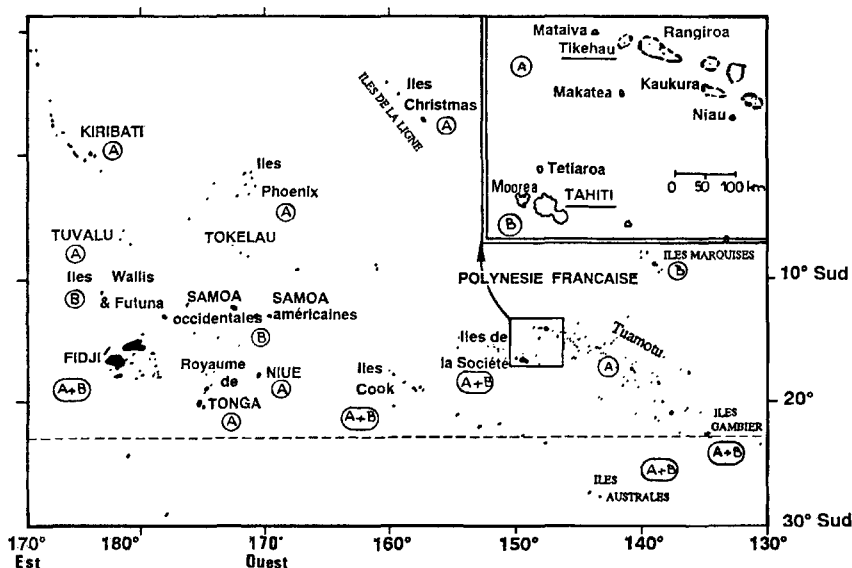 Mataiva
Rangiroa
Tikehau
A
Kaukura
Makatea
Niau
Tetiaroa
0 50 100 km
Moorea
TAHITI
B
Iles
Christmas
A
ILES DE LA LIGNE
KIRIBATI
A
Iles
Phoenix
A
TUVALU
A
TOKELAU
ILES MARQUISES
B
10° Sud
POLYNESIE FRANCAISE
Iles Wallis
& Futuna
B
SAMOA
occidentales
SAMOA
américaines
B
Iles de
la Société
A+B
Tuamotu
A
FIDJI
A+B
Royaume
de
TONGA
A
NIUE
A
Iles
Cook
A+B
20°
ILES
GAMBIER
A+B
A+B
ILES
AUSTRALES
30° Sud
170° 180° 170° 160° 150° 140° 130°
Est Ouest